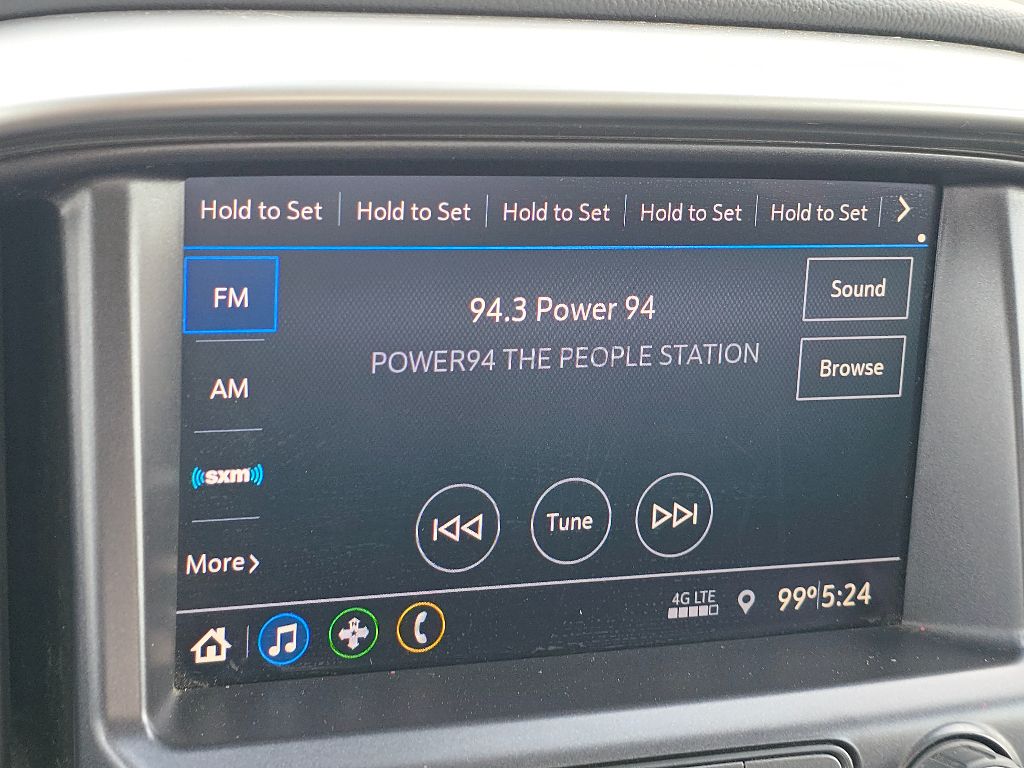 Hold to Set Hold to Set Hold to Set Hold to Set Hold to Set
FM
94.3 Power 94
Sound
POWER94 THE PEOPLE STATION
Browse
AM
sxm
Tune
More
4G LTE
99° 5:24
N